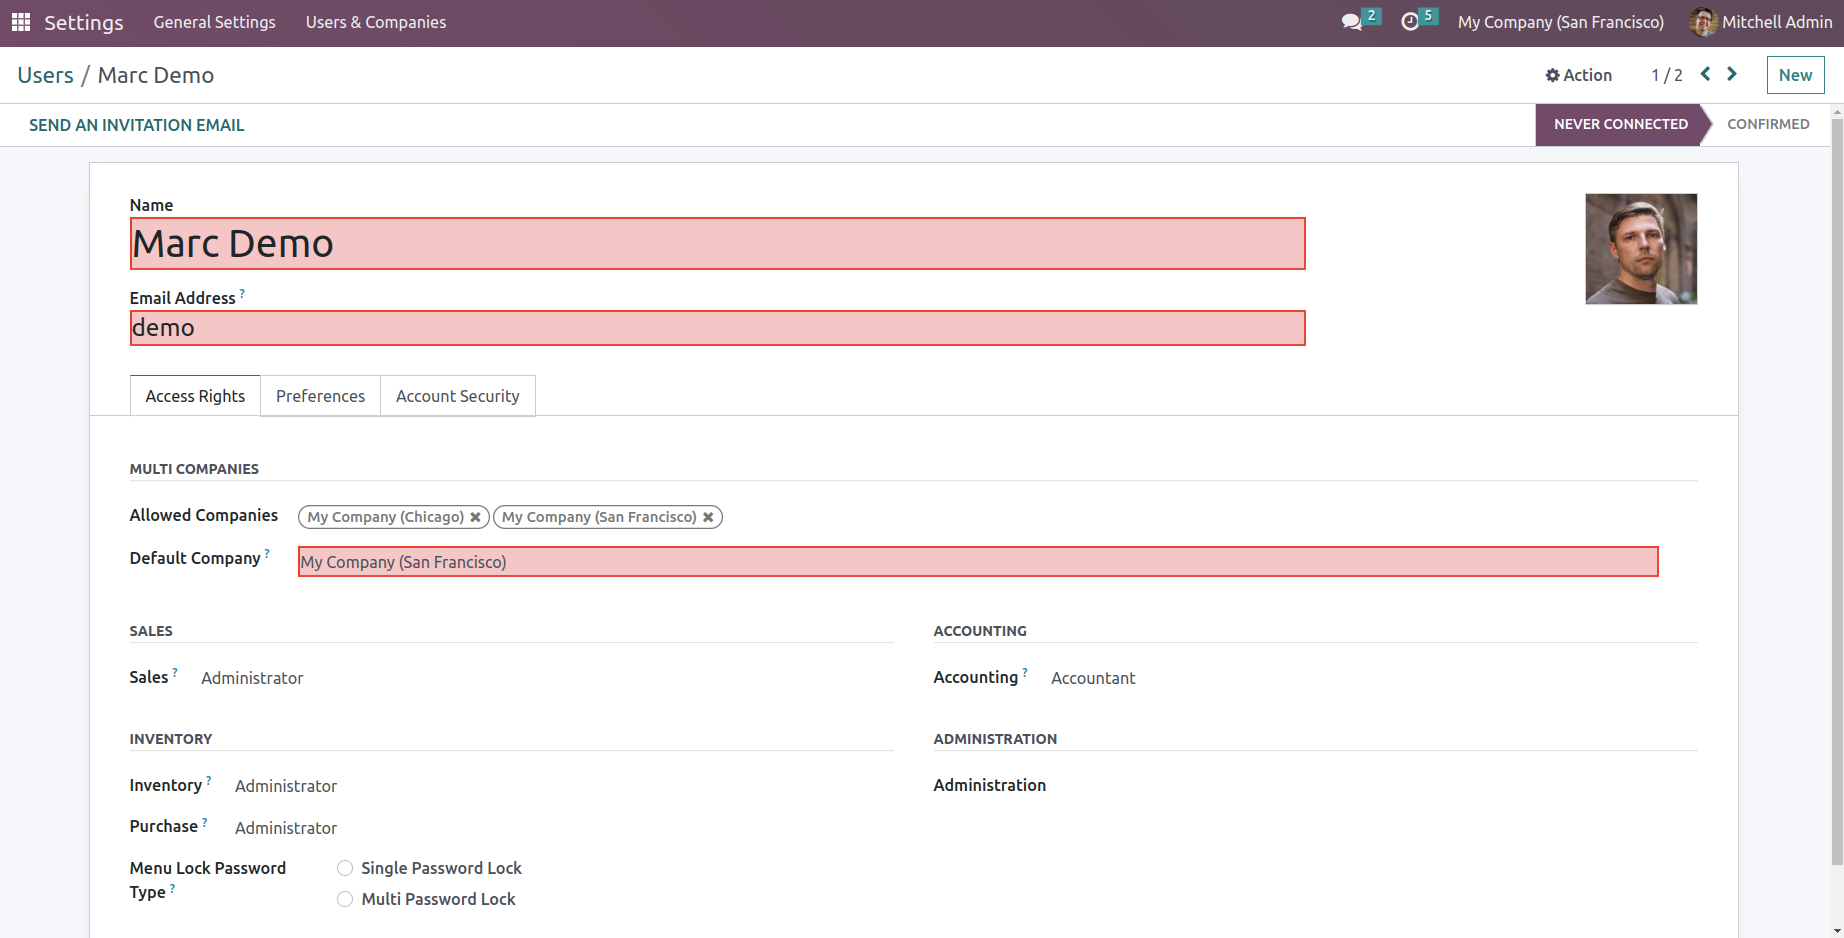 Settings General Settings Users & Companies 2 5 My Company (San Francisco) Mitchell Admin
Users / Marc Demo Action 1 / 2 New
SEND AN INVITATION EMAIL NEVER CONNECTED CONFIRMED
Name
Marc Demo
Email Address ?
demo
Access Rights Preferences Account Security
MULTI COMPANIES
Allowed Companies My Company (Chicago) ✖ My Company (San Francisco) ✖
Default Company ? My Company (San Francisco)
SALES ACCOUNTING
Sales ? Administrator Accounting ? Accountant
INVENTORY ADMINISTRATION
Inventory ? Administrator Administration
Purchase ? Administrator
Menu Lock Password Single Password Lock
Type ? Multi Password Lock